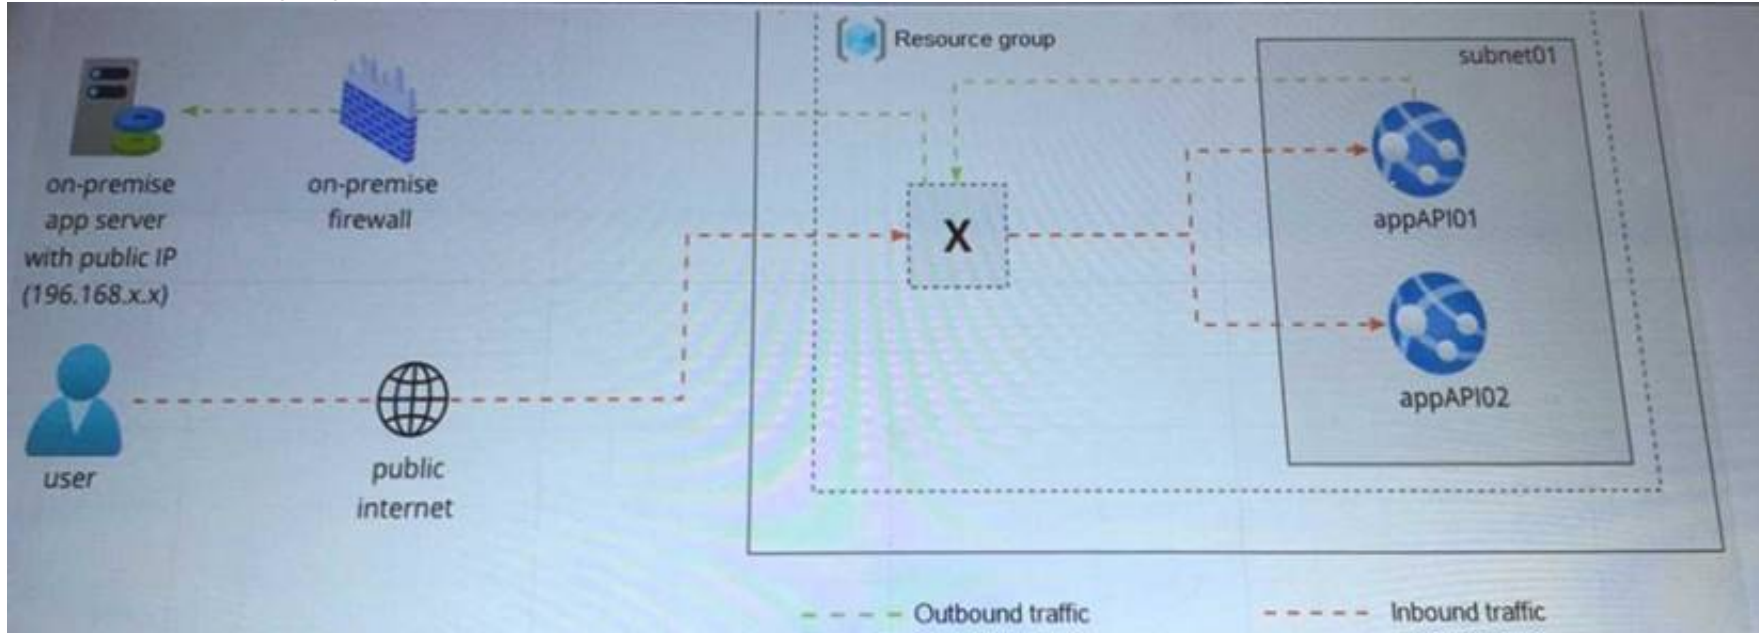 Resource group
subnet01
on-premise
app server
with public IP
(196.168.x.x)
on-premise
firewall
X
appAPI01
appAPI02
user
public
internet
Outbound traffic
Inbound traffic